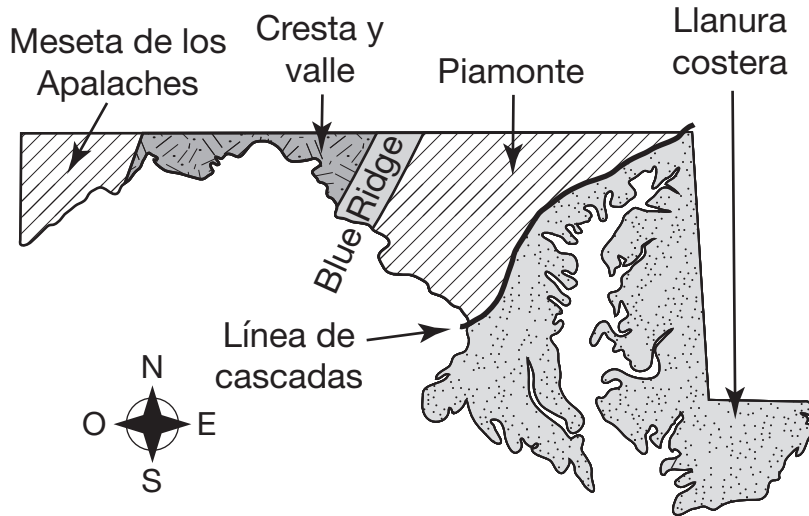 Meseta de los
Apalaches
Cresta y
valle
Piamonte
Llanura
costera
Blue Ridge
Línea de
cascadas
N
O
E
S